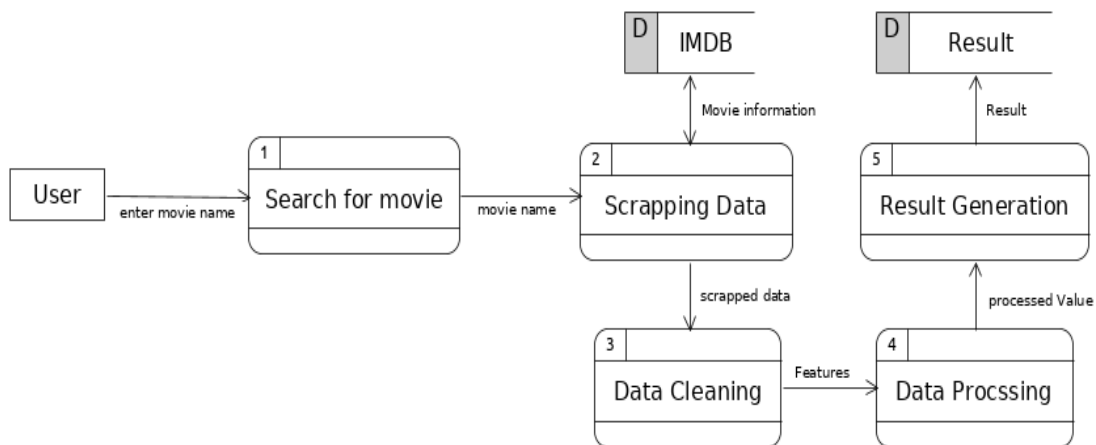 D
IMDB
D
Result
Movie information
Result
1
2
5
User
enter movie name
Search for movie
movie name
Scrapping Data
Result Generation
scrapped data
processed Value
3
4
Data Cleaning
Features
Data Procssing